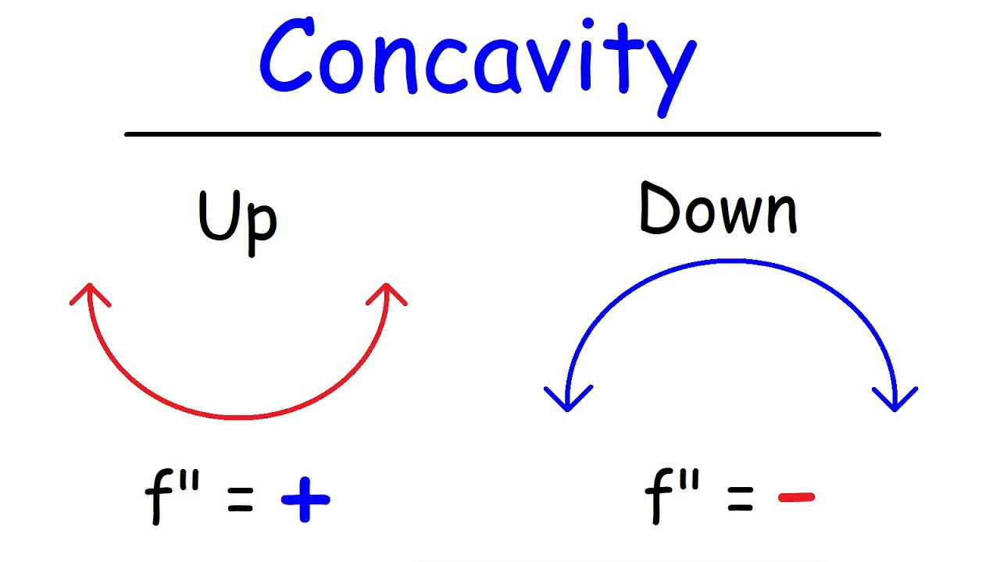 Concavity
Up
Down
f" = +
f" = -